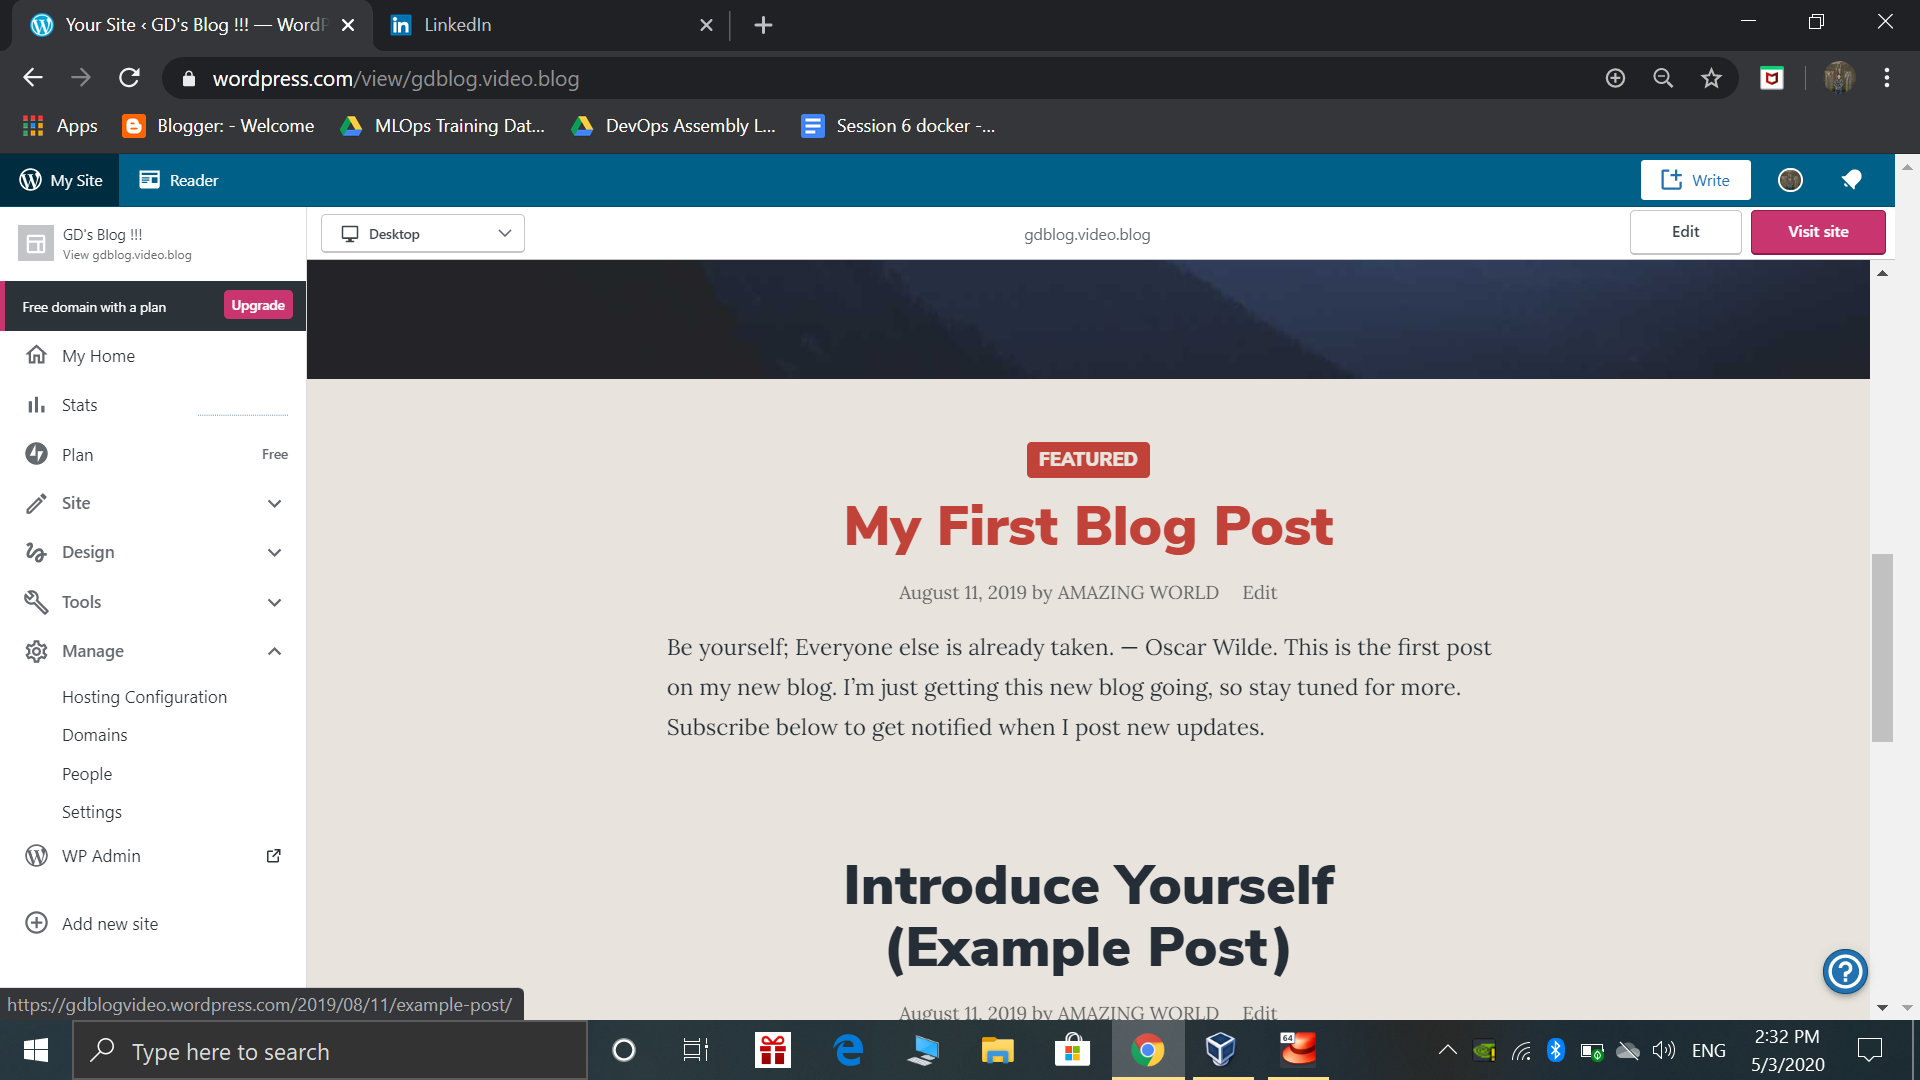 Your Site ‹ GD's Blog !!! — WordP
LinkedIn
wordpress.com/view/gdblog.video.blog
Apps
Blogger: - Welcome
MLOps Training Dat...
DevOps Assembly L...
Session 6 docker -...
My Site
Reader
Write
GD's Blog !!!
View gdblog.video.blog
Desktop
gdblog.video.blog
Edit
Visit site
Free domain with a plan
Upgrade
My Home
Stats
Plan
Free
Site
Design
Tools
Manage
Hosting Configuration
Domains
People
Settings
WP Admin
Add new site
FEATURED
My First Blog Post
August 11, 2019 by AMAZING WORLD Edit
Be yourself; Everyone else is already taken. — Oscar Wilde. This is the first post
on my new blog. I’m just getting this new blog going, so stay tuned for more.
Subscribe below to get notified when I post new updates.
Introduce Yourself
(Example Post)
August 11, 2019 by AMAZING WORLD Edit
https://gdblogvideo.wordpress.com/2019/08/11/example-post/
Type here to search
64
ENG
2:32 PM
5/3/2020